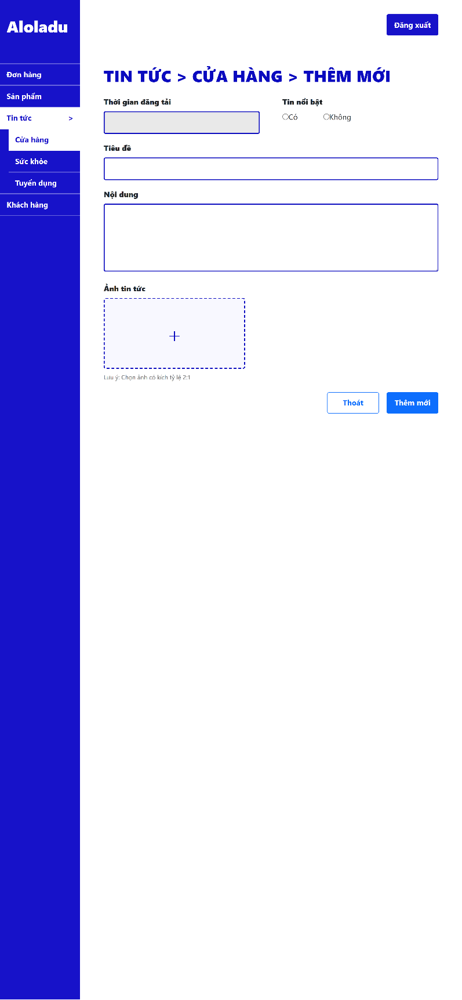 Aloladu
Đăng xuất
Đơn hàng
Sản phẩm
Tin tức >
Cửa hàng
Sức khỏe
Tuyển dụng
Khách hàng
TIN TỨC > CỬA HÀNG > THÊM MỚI
Thời gian đăng tải
Tin nổi bật
Có Không
Tiêu đề
Nội dung
Ảnh tin tức
Lưu ý: Chọn ảnh có kích tỷ lệ 2:1
Thoát Thêm mới